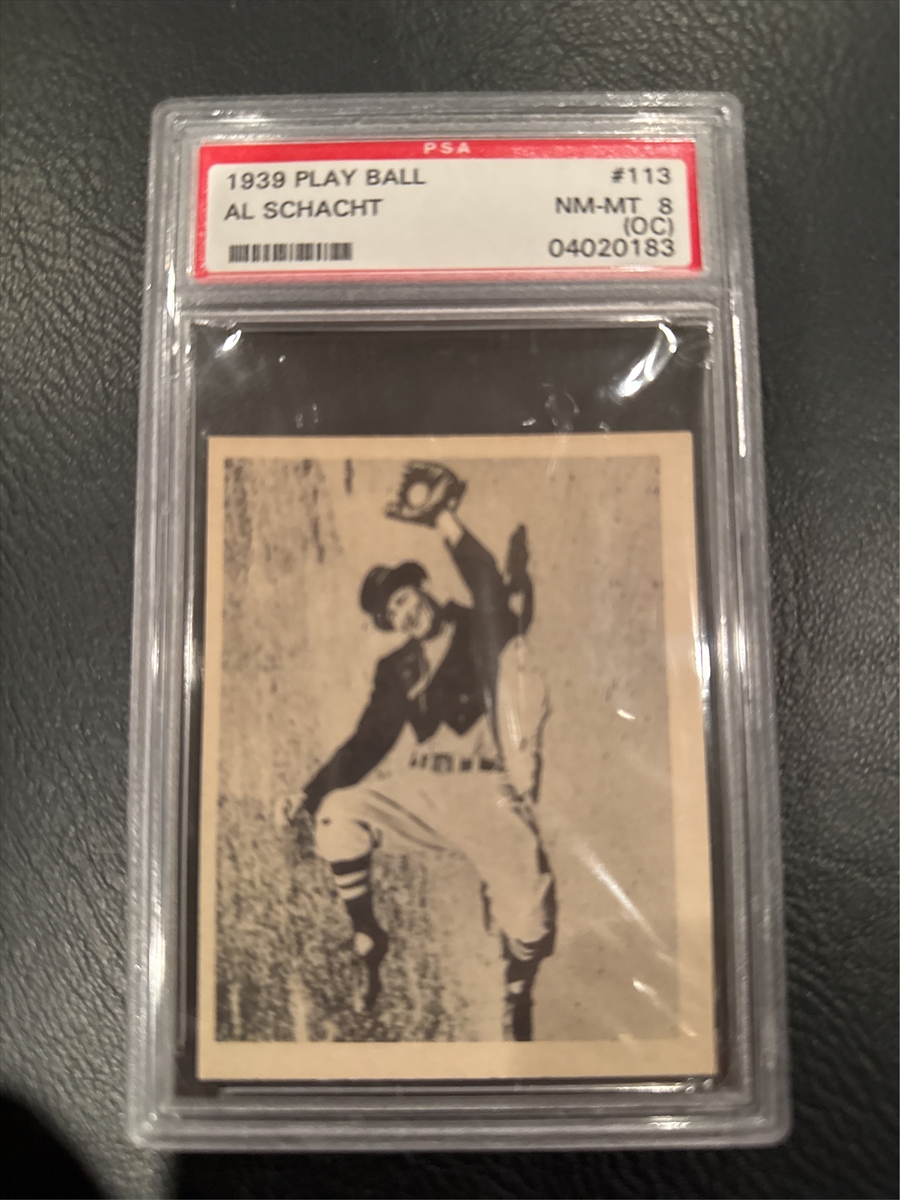 PSA
1939 PLAY BALL #113
AL SCHACHT NM-MT 8
(OC)
04020183